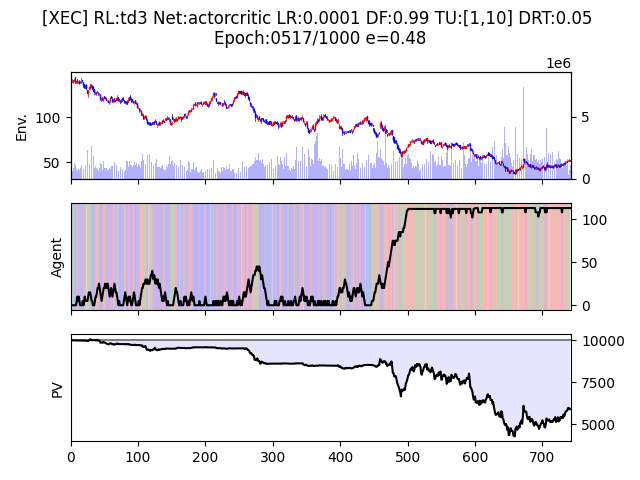 [XEC] RL:td3 Net:actorcritic LR:0.0001 DF:0.99 TU:[1,10] DRT:0.05
Epoch:0517/1000 e=0.48
1e6
Env.
100
50
5
0
Agent
100
50
0
PV
10000
7500
5000
0 100 200 300 400 500 600 700